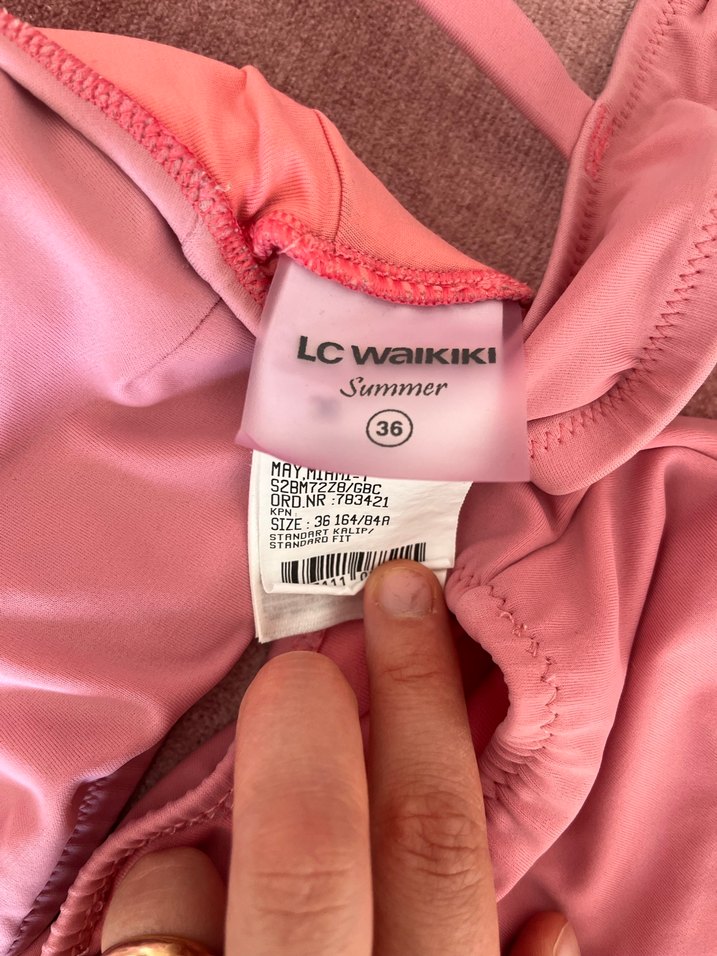 LC WAIKIKI
Summer
36
MAY.MIAMI-T
S2BM72Z8/GBC
ORD.NR :783421
KPN
SIZE : 36 164/84A
STANDART KALIP/
STANDARD FIT